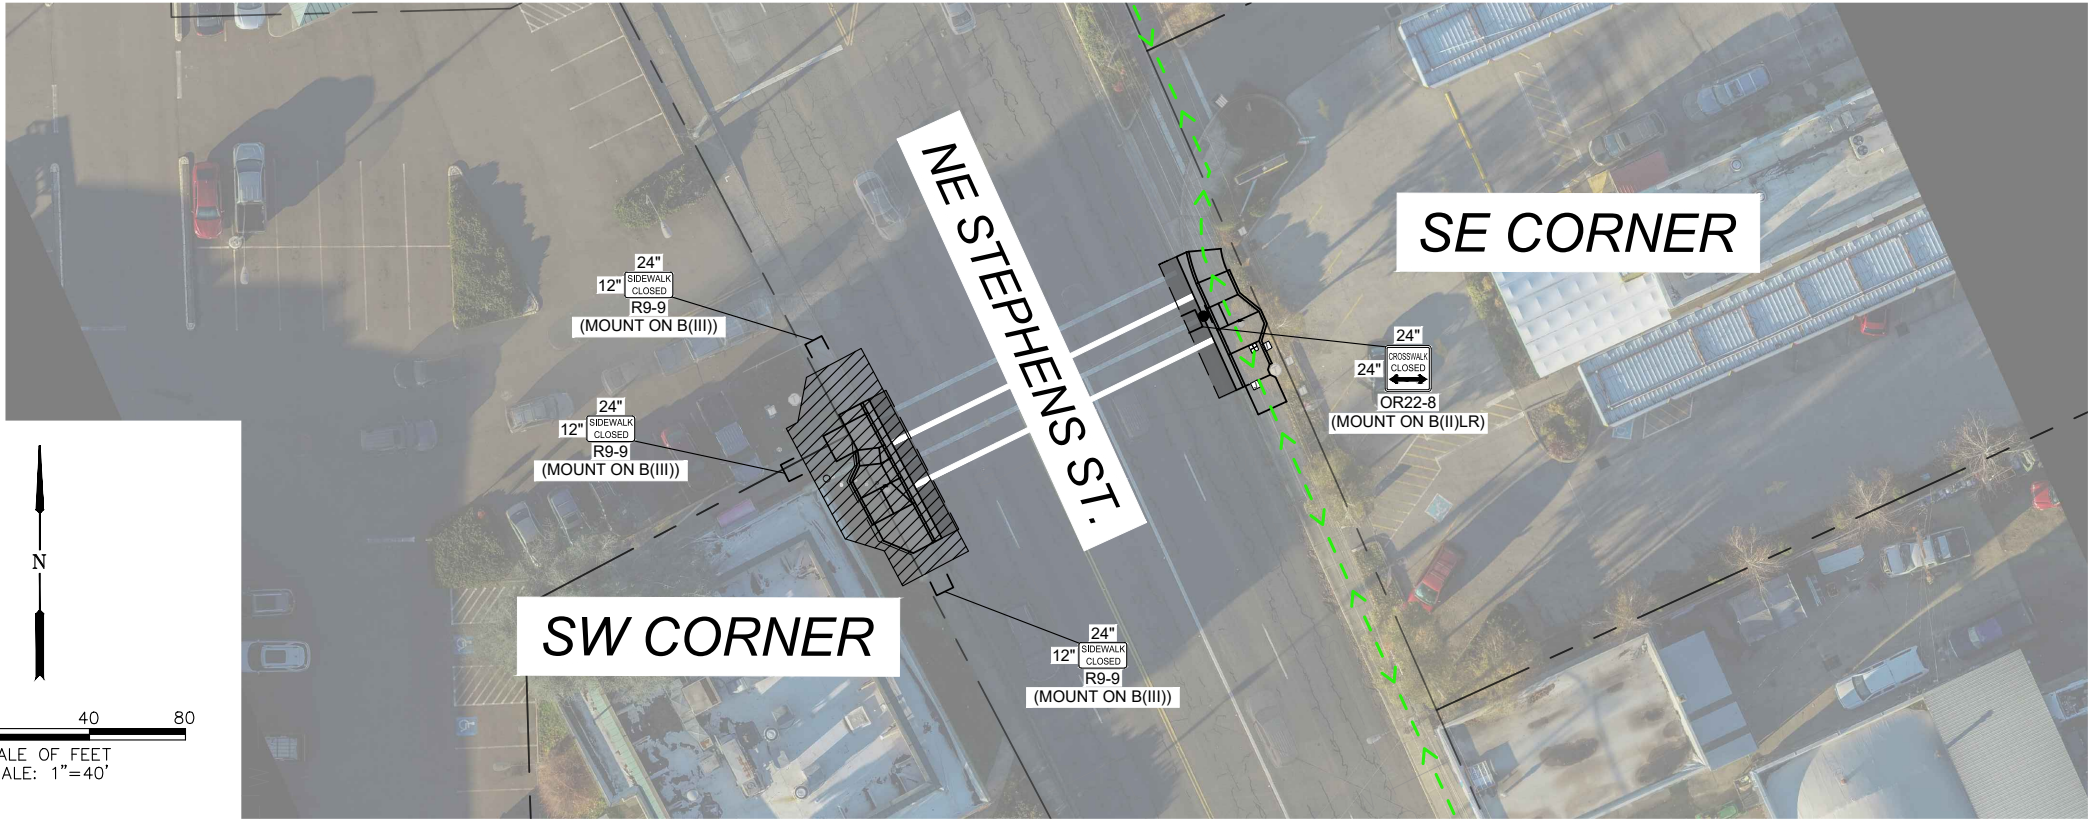 NE STEPHENS ST.
SE CORNER
24"
12"
SIDEWALK
CLOSED
R9-9
(MOUNT ON B(III))
24"
12"
SIDEWALK
CLOSED
R9-9
(MOUNT ON B(III))
24"
24"
CROSSWALK
CLOSED
OR22-8
(MOUNT ON B(II)LR)
SW CORNER
24"
12"
SIDEWALK
CLOSED
R9-9
(MOUNT ON B(III))
N
40 80
ALE OF FEET
ALE: 1"=40'